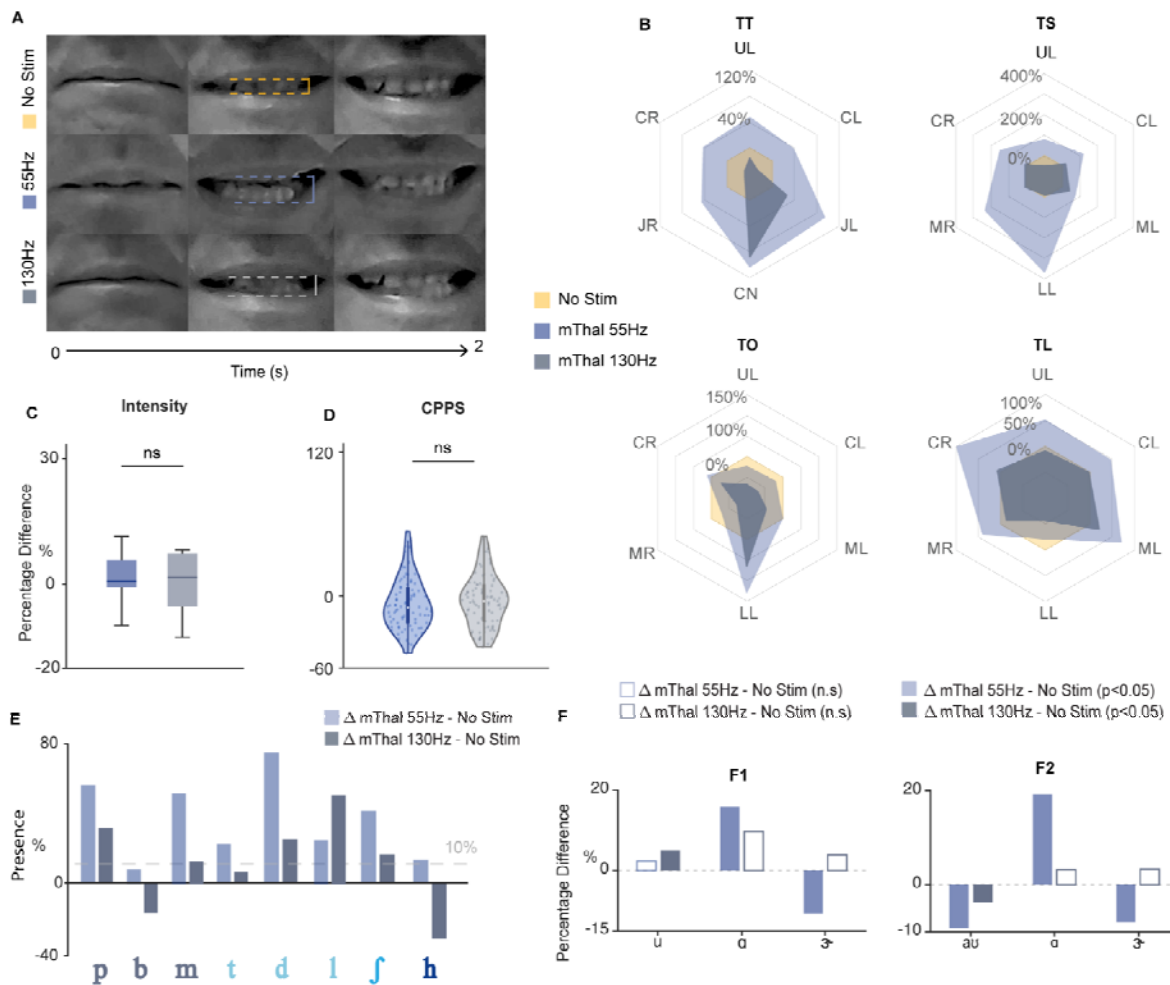 A
No Stim
55Hz
130Hz
0
2
Time (s)
B
TT
UL
120%
40%
CR
CL
JR
JL
CN
TS
UL
400%
200%
0%
CR
CL
MR
ML
LL
No Stim
mThal 55Hz
mThal 130Hz
TO
UL
150%
100%
0%
CR
CL
MR
ML
LL
TL
UL
100%
50%
0%
CR
CL
MR
ML
LL
C
Intensity
ns
30
%
0
-20
Percentage Difference
D
CPPS
ns
120
0
-60
E
Δ mThal 55Hz - No Stim
Δ mThal 130Hz - No Stim
80
Presence
%
10%
0
-40
p b m t d l ʃ h
F
Δ mThal 55Hz - No Stim (n.s)
Δ mThal 130Hz - No Stim (n.s)
Δ mThal 55Hz - No Stim (p<0.05)
Δ mThal 130Hz - No Stim (p<0.05)
F1
20
%
0
-15
Percentage Difference
u ɑ ɝ
F2
20
0
-10
aʊ ɑ ɝ